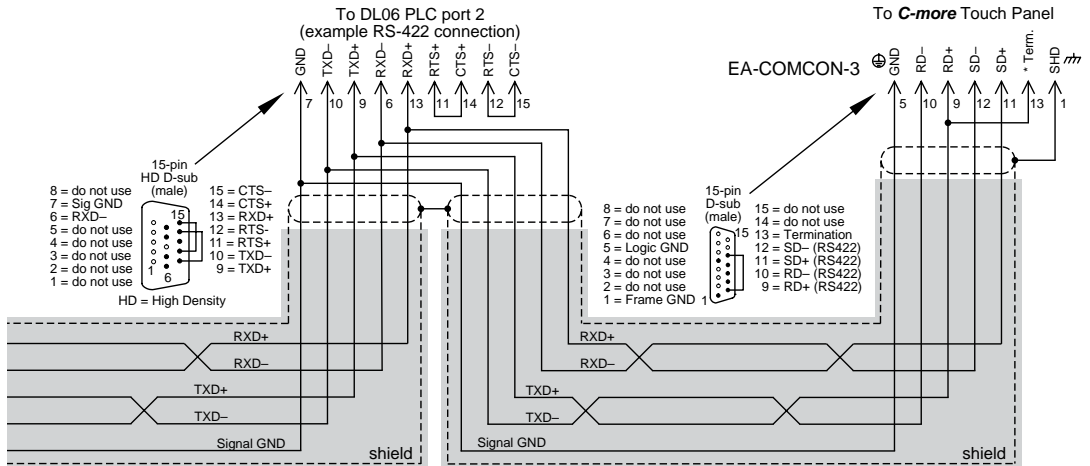 To DL06 PLC port 2
(example RS-422 connection)
GND
TXD–
TXD+
RXD–
RXD+
RTS+
CTS+
RTS–
CTS–
7
10
9
6
13
11
14
12
15
To C-more Touch Panel
EA-COMCON-3
GND
RD–
RD+
SD–
SD+
* Term.
SHD
5
10
9
12
11
13
1
15-pin
HD D-sub
(male)
8 = do not use
7 = Sig GND
6 = RXD–
5 = do not use
4 = do not use
3 = do not use
2 = do not use
1 = do not use
15
1
6
15 = CTS–
14 = CTS+
13 = RXD+
12 = RTS-
11 = RTS+
10 = TXD–
9 = TXD+
HD = High Density
15-pin
D-sub
(male)
8 = do not use
7 = do not use
6 = do not use
5 = Logic GND
4 = do not use
3 = do not use
2 = do not use
1 = Frame GND
15
1
15 = do not use
14 = do not use
13 = Termination
12 = SD– (RS422)
11 = SD+ (RS422)
10 = RD– (RS422)
9 = RD+ (RS422)
RXD+
RXD–
TXD+
TXD–
Signal GND
shield
RXD+
RXD–
TXD+
TXD–
Signal GND
shield